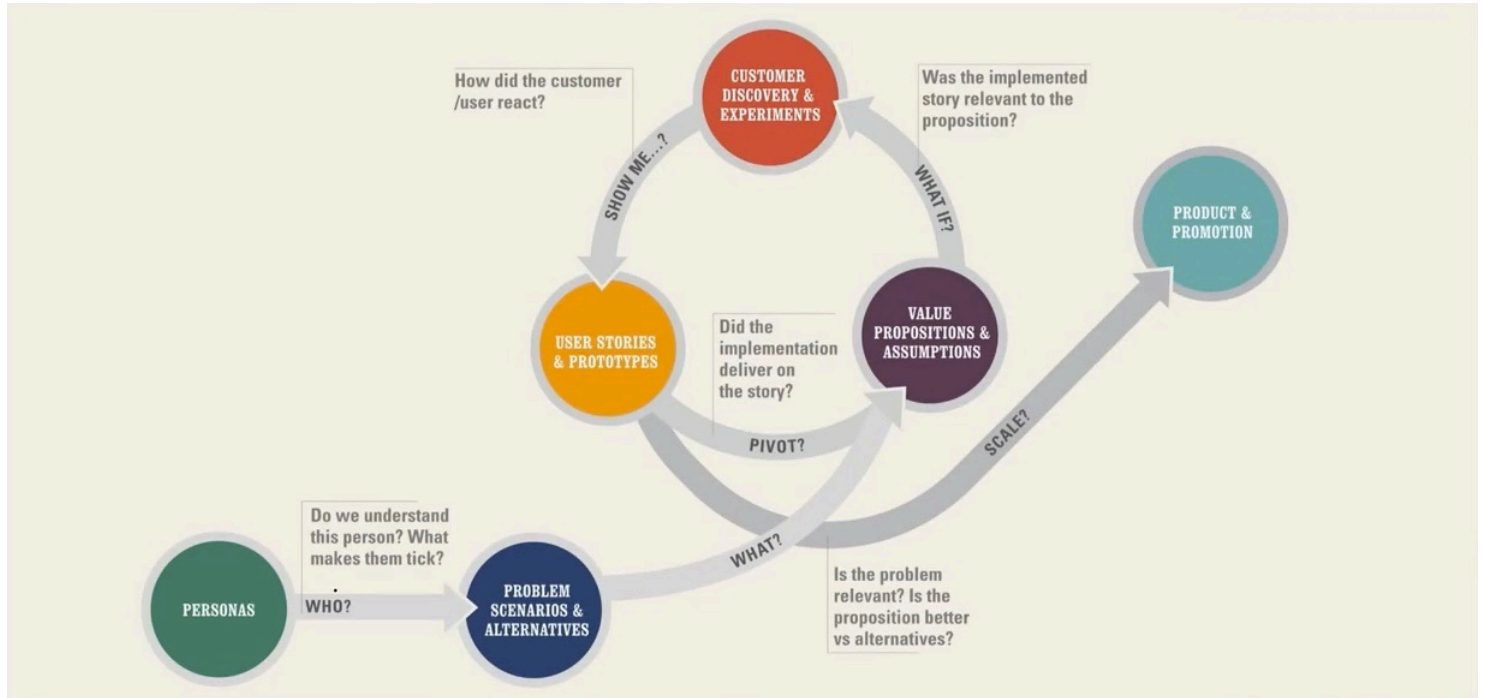 CUSTOMER
DISCOVERY &
EXPERIMENTS
How did the customer
/user react?
Was the implemented
story relevant to the
proposition?
SHOW ME...?
WHAT IF?
PRODUCT &
PROMOTION
USER STORIES
& PROTOTYPES
VALUE
PROPOSITIONS &
ASSUMPTIONS
Did the
implementation
deliver on
the story?
PIVOT?
SCALE?
Do we understand
this person? What
makes them tick?
WHO?
PERSONAS
PROBLEM
SCENARIOS &
ALTERNATIVES
WHAT?
Is the problem
relevant? Is the
proposition better
vs alternatives?